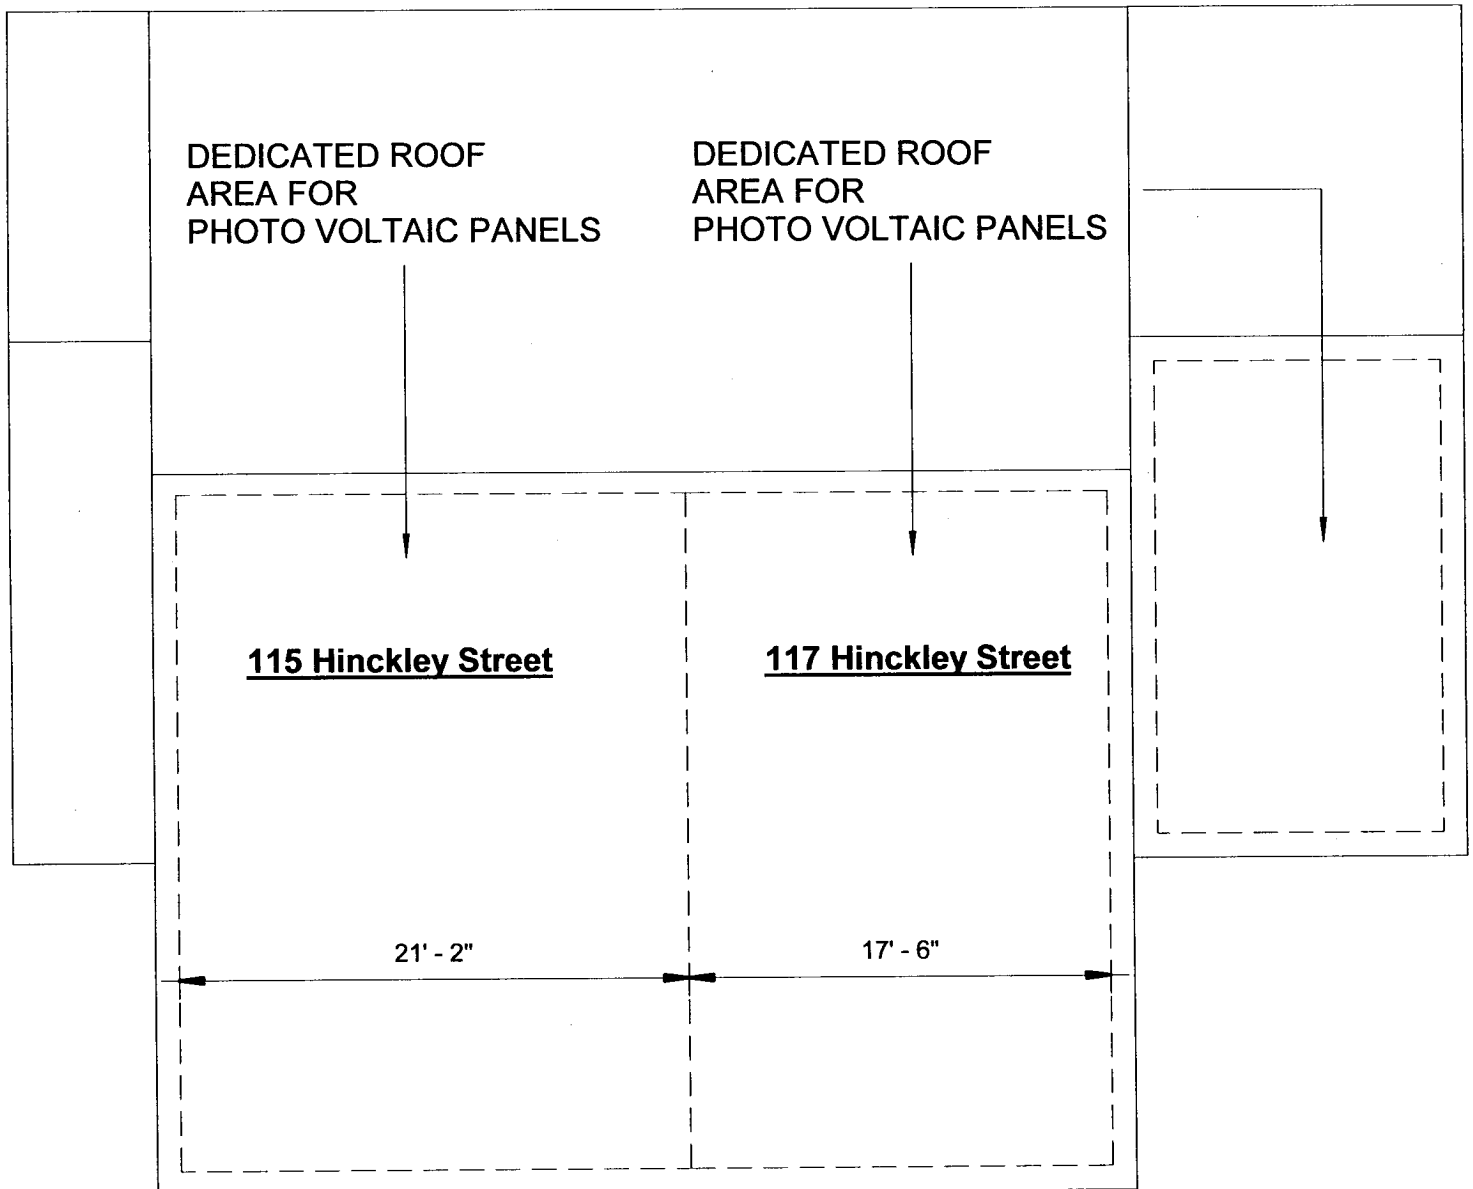 DEDICATED ROOF
AREA FOR
PHOTO VOLTAIC PANELS
DEDICATED ROOF
AREA FOR
PHOTO VOLTAIC PANELS
115 Hinckley Street
117 Hinckley Street
21' - 2"
17' - 6"